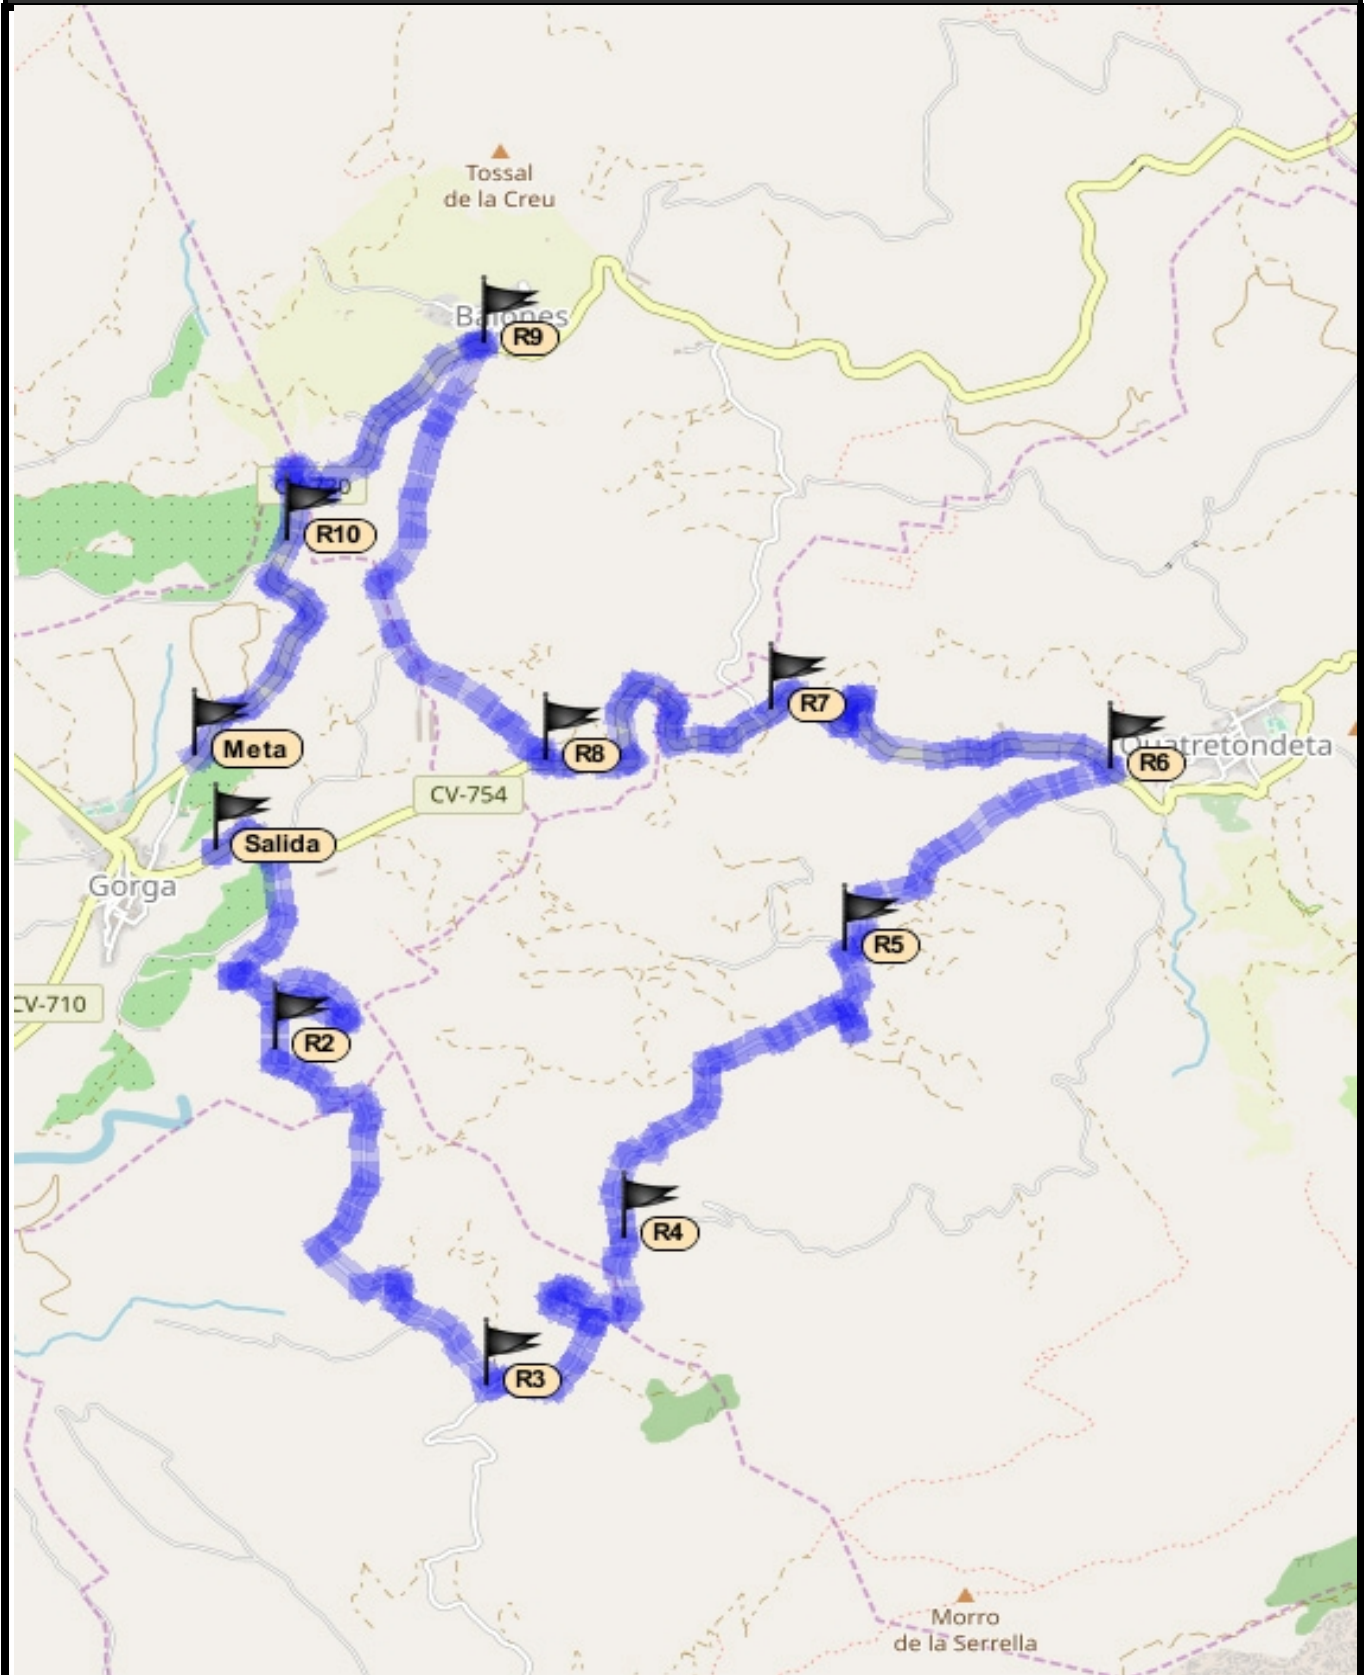 Tossal
de la Creu
R9
R10
R7
R8
R6
Quatretondeta
Meta
CV-754
Salida
Gorga
R5
CV-710
R2
R4
R3
Morro
de la Serrella